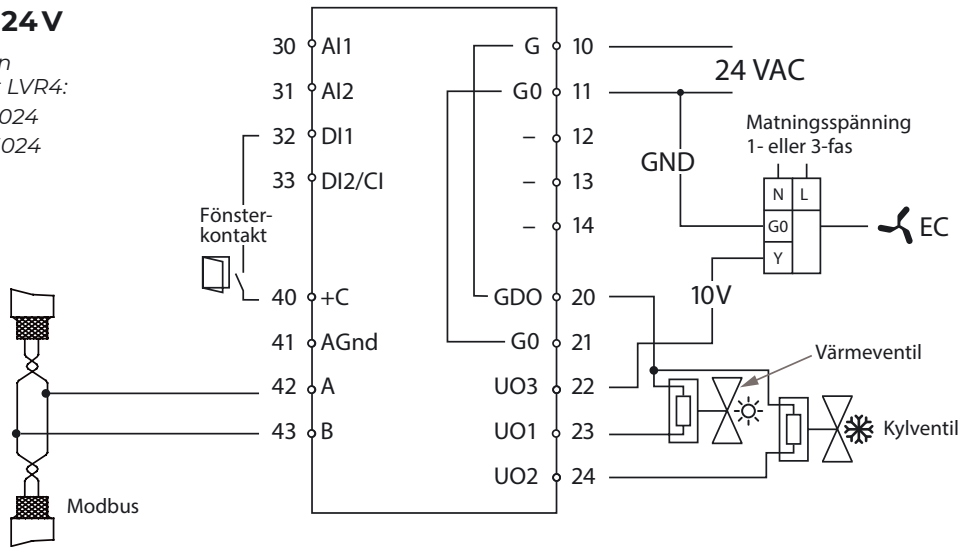 24 V
n
LVR4:
024
024
30 AI1
31 AI2
32 DI1
33 DI2/CI
Fönster-
kontakt
40 +C
41 AGnd
42 A
43 B
Modbus
G 10
G0 11
– 12
– 13
– 14
GDO 20
G0 21
UO3 22
UO1 23
UO2 24
24 VAC
GND
Matningsspänning
1- eller 3-fas
N L
G0
Y
EC
10V
Värmeventil
Kylventil